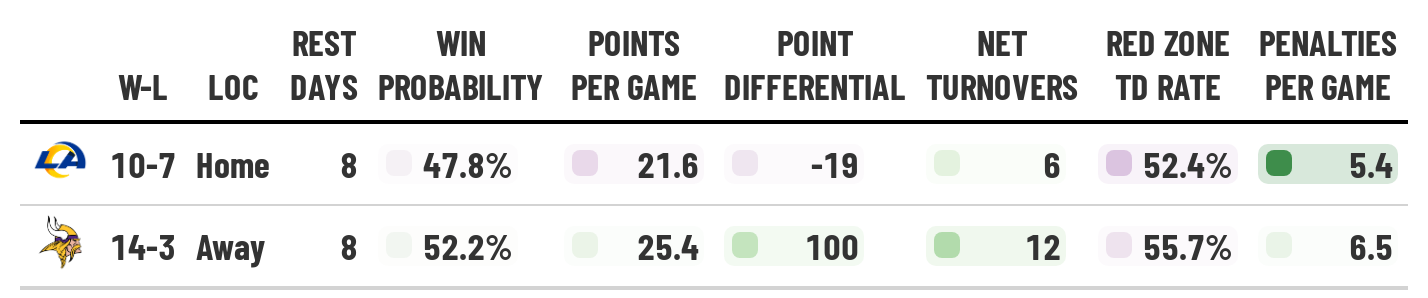 REST WIN POINTS POINT NET RED ZONE PENALTIES
W-L LOC DAYS PROBABILITY PER GAME DIFFERENTIAL TURNOVERS TD RATE PER GAME
LA 10-7 Home 8 47.8% 21.6 -19 6 52.4% 5.4
14-3 Away 8 52.2% 25.4 100 12 55.7% 6.5